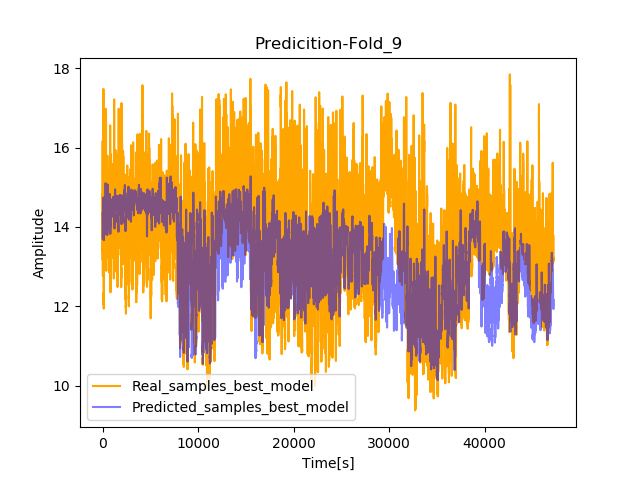 Predicition-Fold_9
18
16
14
12
10
Amplitude
Real_samples_best_model
Predicted_samples_best_model
0 10000 20000 30000 40000
Time[s]